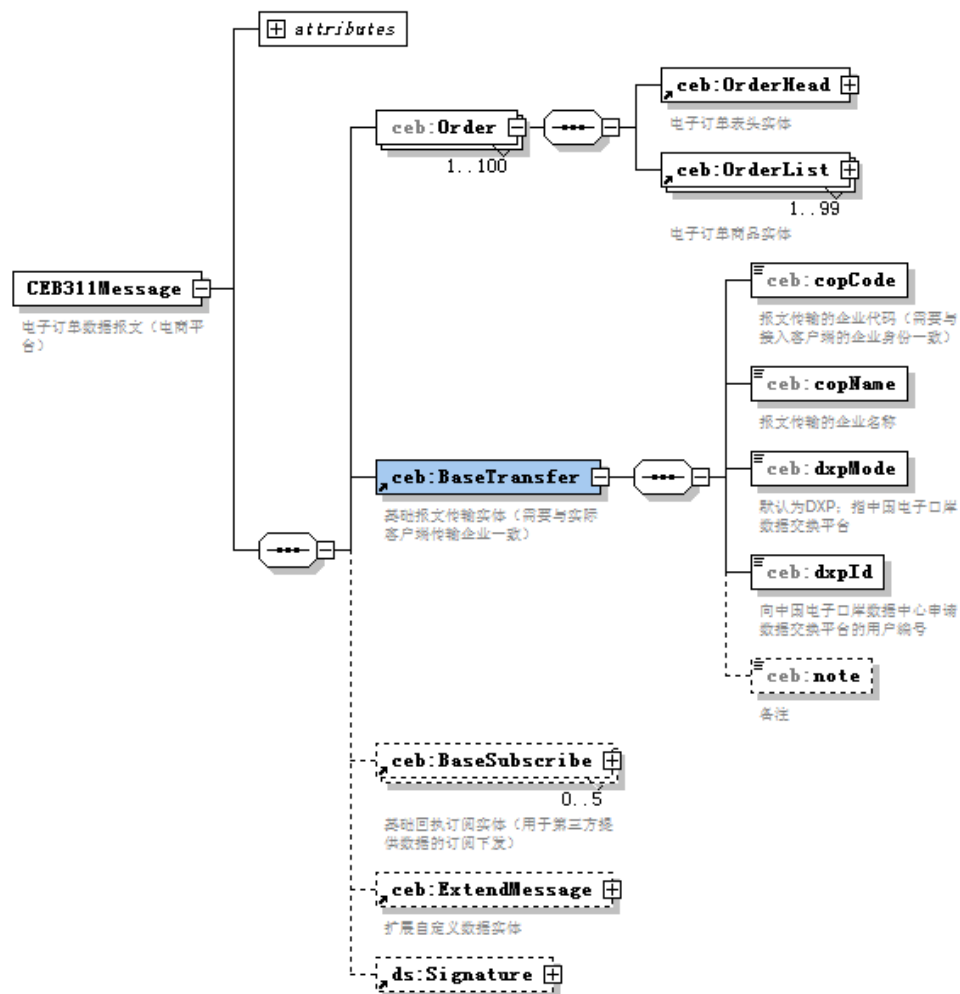 attributes
ceb:OrderHead
电子订单表头实体
ceb:Order
1..100
ceb:OrderList
1..99
电子订单商品实体
CEB311Message
电子订单数据报文（电商平
台）
ceb:copCode
报文传输的企业代码（需要与
接入客户端的企业身份一致）
ceb:copName
报文传输的企业名称
ceb:BaseTransfer
基础报文传输实体（需要与实际
客户端传输企业一致）
ceb:dxpMode
默认为DXP；指中国电子口岸
数据交换平台
ceb:dxpId
向中国电子口岸数据中心申请
数据交换平台的用户编号
ceb:note
备注
ceb:BaseSubscribe
0..5
基础回执订阅实体（用于第三方提
供数据的订阅下发）
ceb:ExtendMessage
扩展自定义数据实体
ds:Signature